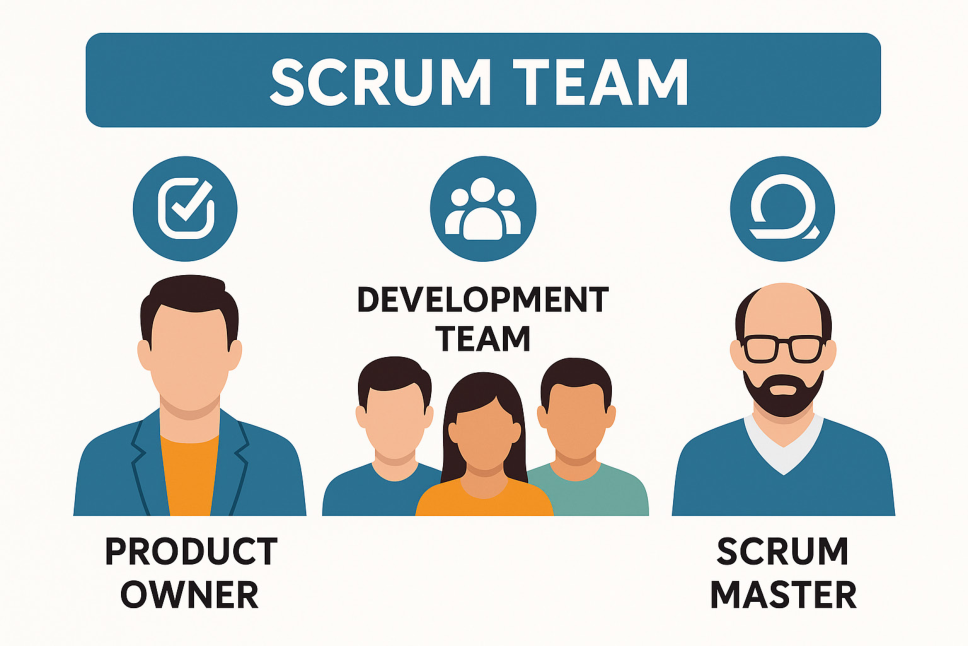 SCRUM TEAM
DEVELOPMENT
TEAM
PRODUCT
OWNER
SCRUM
MASTER